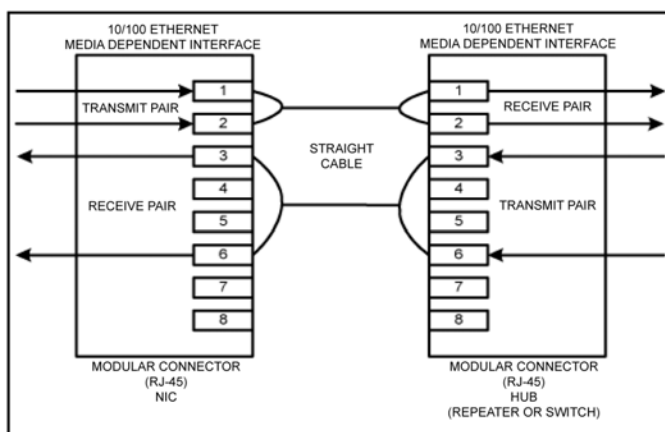 10/100 ETHERNET
MEDIA DEPENDENT INTERFACE
1
TRANSMIT PAIR
2
3
4
RECEIVE PAIR
5
6
7
8
MODULAR CONNECTOR
(RJ-45)
NIC
STRAIGHT
CABLE
10/100 ETHERNET
MEDIA DEPENDENT INTERFACE
1
RECEIVE PAIR
2
3
4
TRANSMIT PAIR
5
6
7
8
MODULAR CONNECTOR
(RJ-45)
HUB
(REPEATER OR SWITCH)